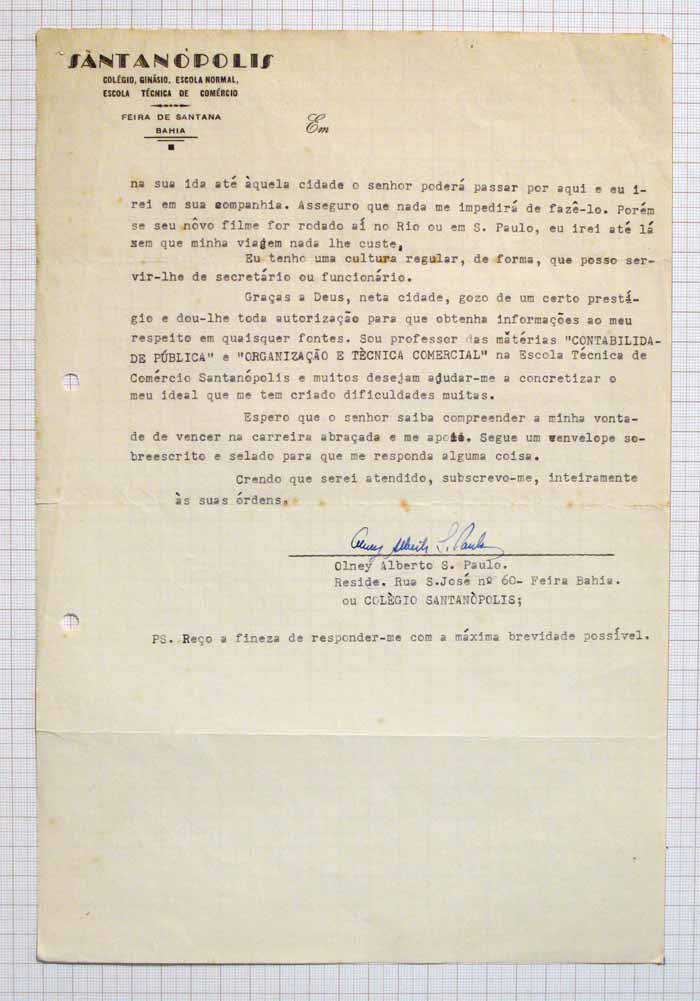 SÀNTANÓPOLIS
COLÉGIO, GINÁSIO, ESCOLA NORMAL,
ESCOLA TÉCNICA DE COMÉRCIO
FEIRA DE SANTANA
BAHIA
Em
na sua ida até àquela cidade o senhor poderá passar por aqui e eu i-
rei em sua companhia. Asseguro que nada me impedirá de fazê-lo. Porém
se seu nôvo filme for rodado aí no Rio ou em S. Paulo, eu irei até lá
sem que minha viagem nada lhe custe.
Eu tenho uma cultura regular, de forma, que posso ser-
vir-lhe de secretário ou funcionário.
Graças a Deus, neta cidade, gozo de um certo prestí-
gio e dou-lhe toda autorização para que obtenha informações ao meu
respeito em quaisquer fontes. Sou professor das matérias "CONTABILIDA-
DE PÚBLICA" e "ORGANIZAÇÃO E TÈCNICA COMERCIAL" na Escola Técnica de
Comércio Santanópolis e muitos desejam ajudar-me a concretizar o
meu ideal que me tem criado dificuldades muitas.
Espero que o senhor saiba compreender a minha vonta-
de de vencer na carreira abraçada e me apoie. Segue um envelope so-
breescrito e selado para que me responda alguma coisa.
Crendo que serei atendido, subscrevo-me, inteiramente
às suas órdens.
Olney Alberto S. Paulo
Olney Alberto S. Paulo.
Reside. Rua S.José nº 60- Feira Bahia.
ou COLÈGIO SANTANÒPOLIS;
PS. Reço a fineza de responder-me com a máxima brevidade possível.